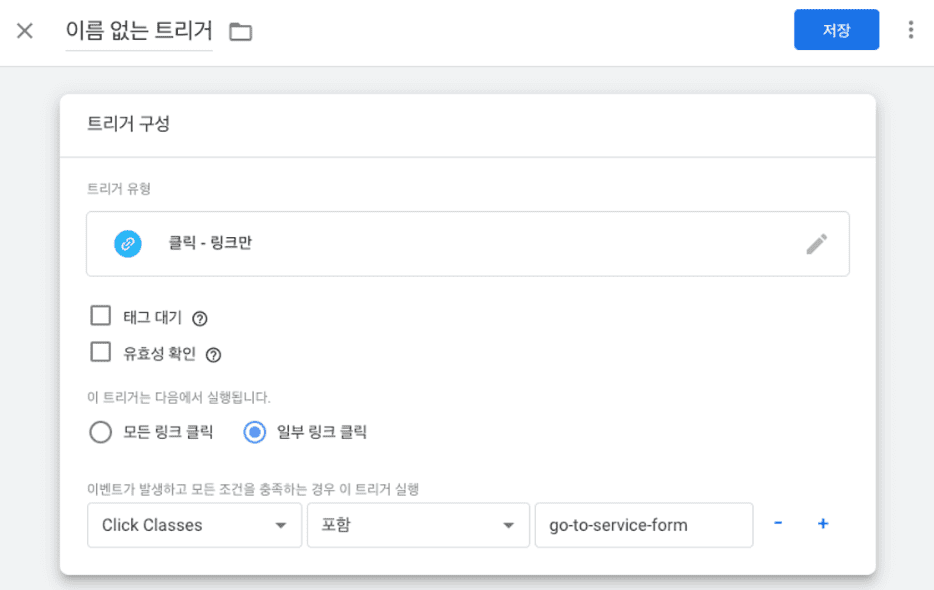 이름 없는 트리거
저장
트리거 구성
트리거 유형
클릭 - 링크만
태그 대기
유효성 확인
이 트리거는 다음에서 실행됩니다.
모든 링크 클릭 일부 링크 클릭
이벤트가 발생하고 모든 조건을 충족하는 경우 이 트리거 실행
Click Classes 포함 go-to-service-form - +